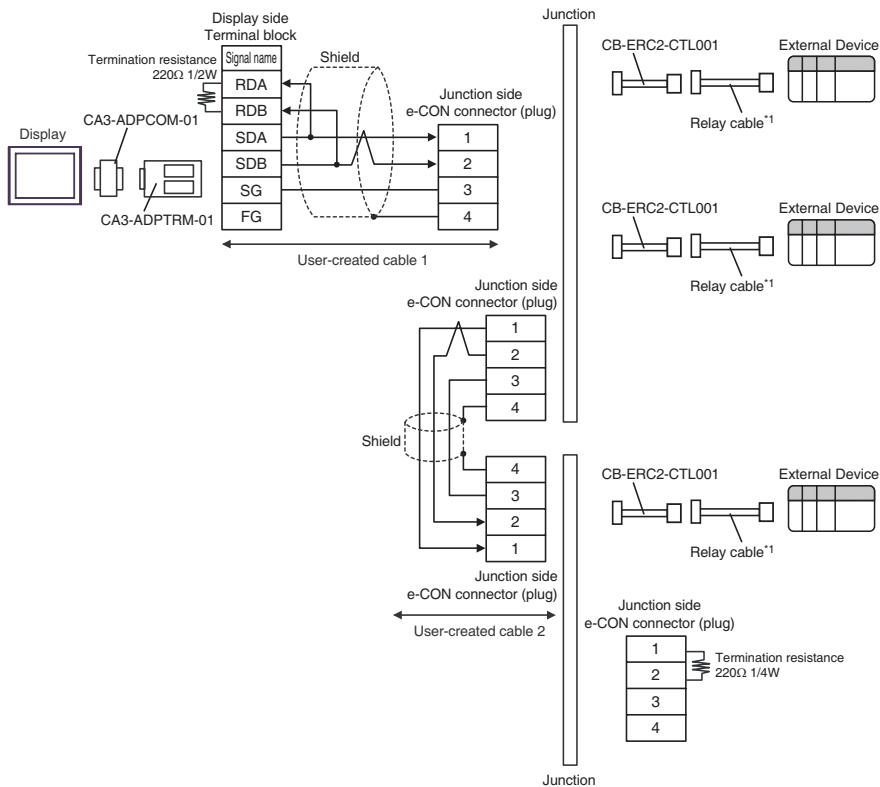 Display side
Terminal block
Junction
Termination resistance
220Ω 1/2W
Signal name
Shield
CB-ERC2-CTL001
External Device
RDA
RDB
Junction side
e-CON connector (plug)
Relay cable*1
Display
CA3-ADPCOM-01
SDA
1
SDB
2
SG
3
CA3-ADPTRM-01
FG
4
User-created cable 1
CB-ERC2-CTL001
External Device
Relay cable*1
Junction side
e-CON connector (plug)
1
2
3
4
Shield
4
3
2
1
CB-ERC2-CTL001
External Device
Relay cable*1
Junction side
e-CON connector (plug)
User-created cable 2
Junction side
e-CON connector (plug)
1
2
3
4
Termination resistance
220Ω 1/4W
Junction